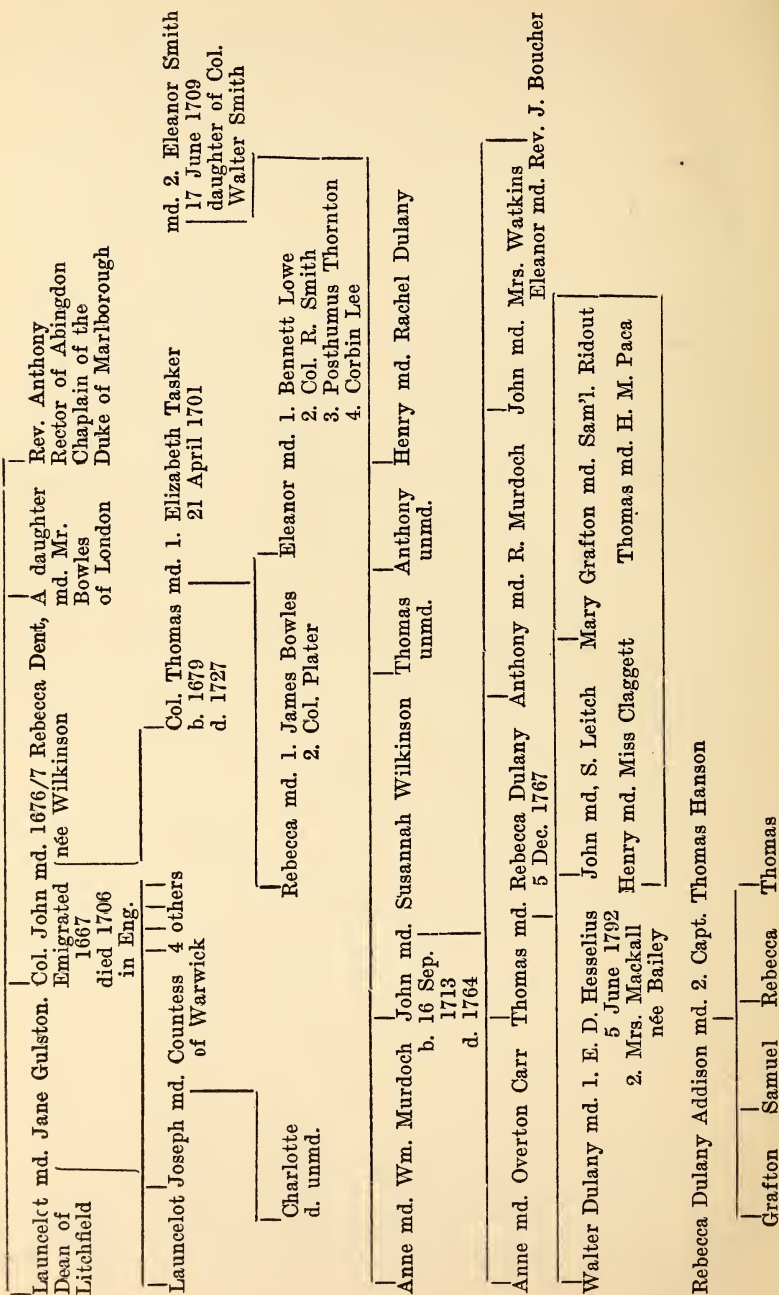 Launcelct md. Jane Gulston.
Dean of
Litchfield
Col. John md. 1676/7 Rebecca Dent,
Emigrated
1667
died 1706
in Eng.
née Wilkinson
A daughter
md. Mr.
Bowles
of London
Rev. Anthony
Rector of Abingdon
Chaplain of the
Duke of Marlborough
Launcelot
Joseph md. Countess
of Warwick
4 others
Col. Thomas md. 1. Elizabeth Tasker
b. 1679
d. 1727
21 April 1701
md. 2. Eleanor Smith
17 June 1709
daughter of Col.
Walter Smith
Charlotte
d. unmd.
Rebecca md. 1. James Bowles
2. Col. Plater
Eleanor md. 1. Bennett Lowe
2. Col. R. Smith
3. Posthumus Thornton
4. Corbin Lee
Anne md. Wm. Murdoch
John md. Susannah Wilkinson
b. 16 Sep.
1713
d. 1764
Thomas
unmd.
Anthony
unmd.
Henry md. Rachel Dulany
Anne md. Overton Carr
Thomas md. Rebecca Dulany
5 Dec. 1767
Anthony md. R. Murdoch
John md. Mrs. Watkins
Eleanor md. Rev. J. Boucher
Walter Dulany md. 1. E. D. Hesselius
5 June 1792
2. Mrs. Mackall
née Bailey
John md, S. Leitch
Mary Grafton md. Sam'l. Ridout
Henry md. Miss Claggett
Thomas md. H. M. Paca
Rebecca Dulany Addison md. 2. Capt. Thomas Hanson
Grafton
Samuel
Rebecca
Thomas